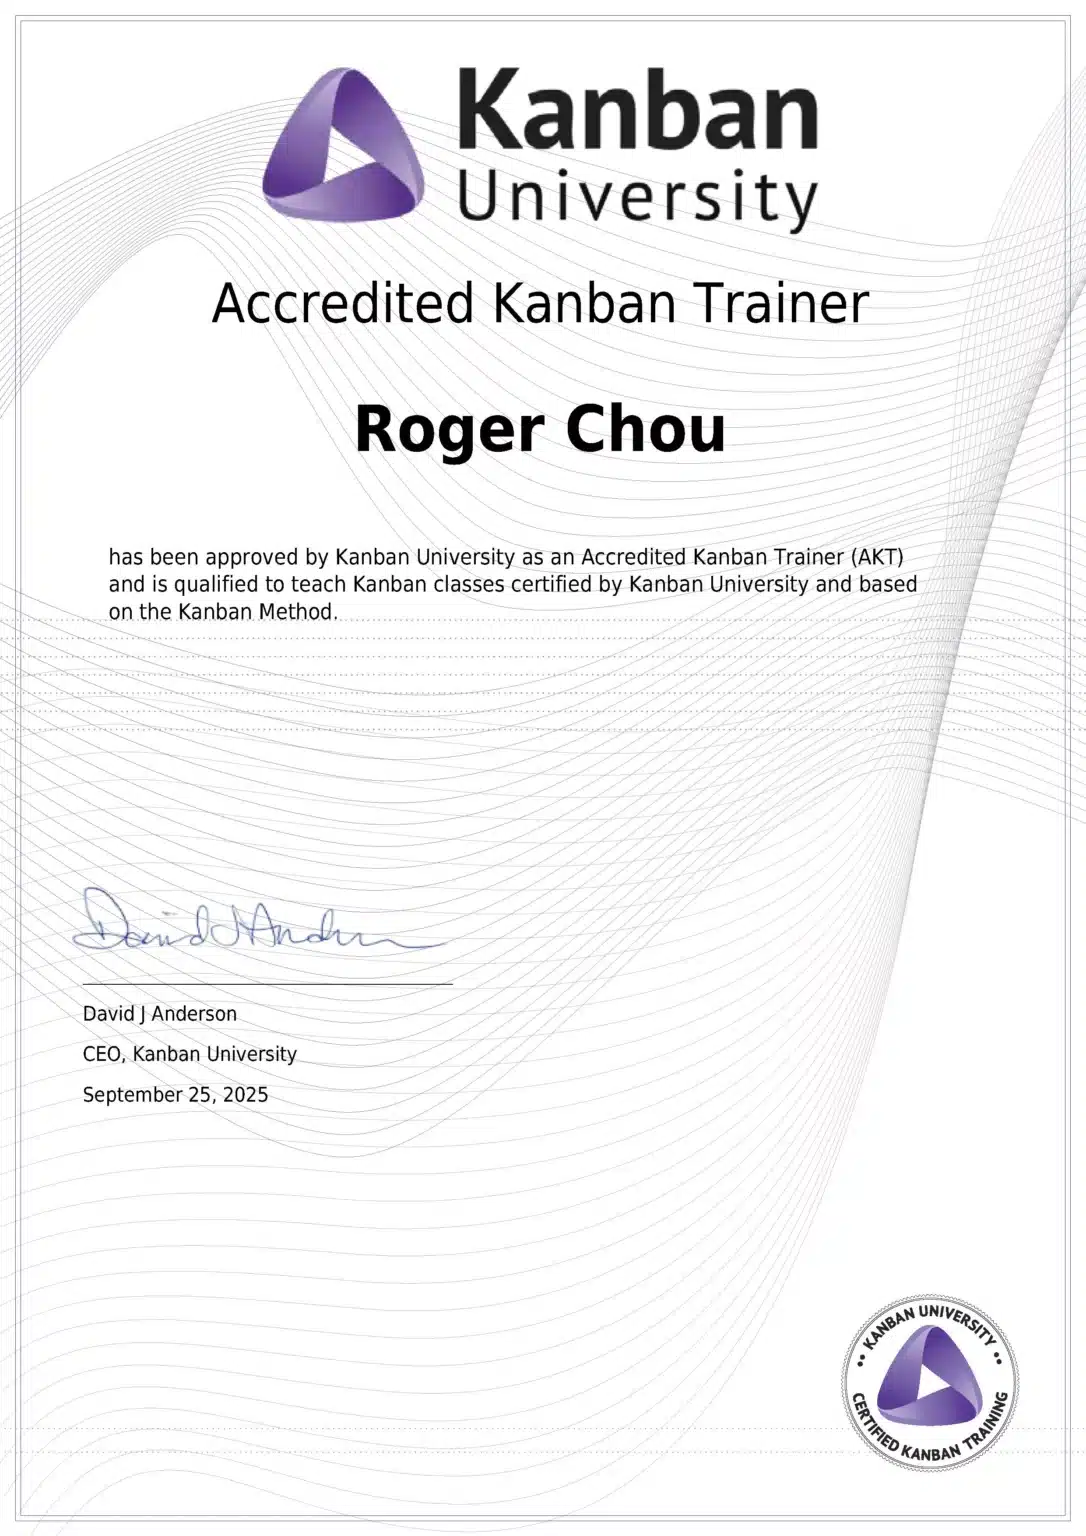 Kanban
University
Accredited Kanban Trainer
Roger Chou
has been approved by Kanban University as an Accredited Kanban Trainer (AKT)
and is qualified to teach Kanban classes certified by Kanban University and based
on the Kanban Method.
David J Anderson
David J Anderson
CEO, Kanban University
September 25, 2025
KANBAN UNIVERSITY
CERTIFIED KANBAN TRAINING